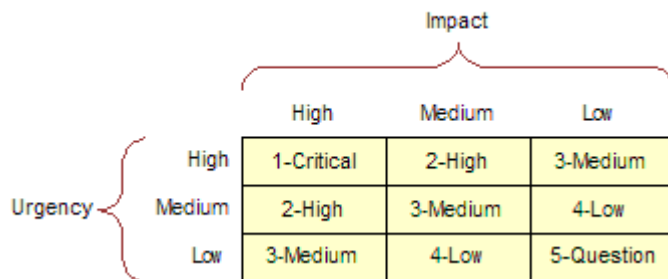 Impact
High Medium Low
High 1-Critical 2-High 3-Medium
Urgency Medium 2-High 3-Medium 4-Low
Low 3-Medium 4-Low 5-Question